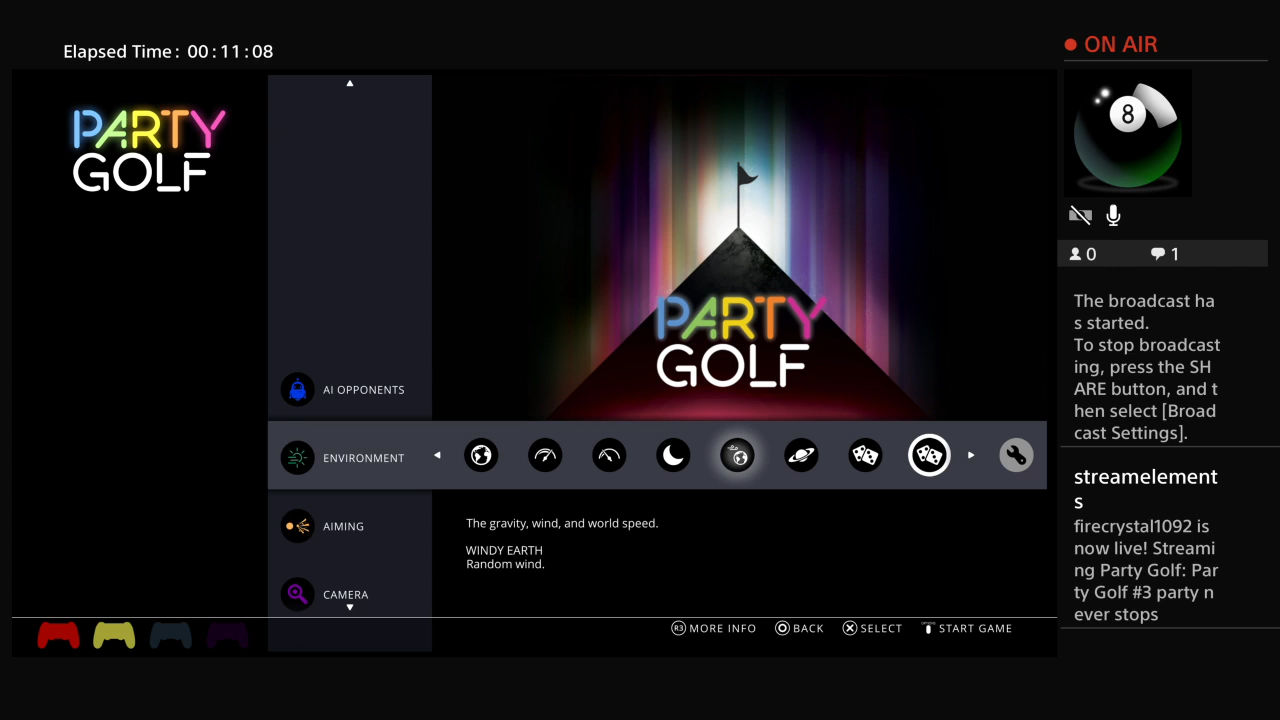 Elapsed Time: 00:11:08
PARTY
GOLF
AI OPPONENTS
ENVIRONMENT
AIMING
CAMERA
PARTY
GOLF
The gravity, wind, and world speed.
WINDY EARTH
Random wind.
R3 MORE INFO
BACK
SELECT
START GAME
ON AIR
8
0
1
The broadcast ha
s started.
To stop broadcast
ing, press the SH
ARE button, and t
hen select [Broad
cast Settings].
streamelement
s
firecrystal1092 is
now live! Streami
ng Party Golf: Par
ty Golf #3 party n
ever stops